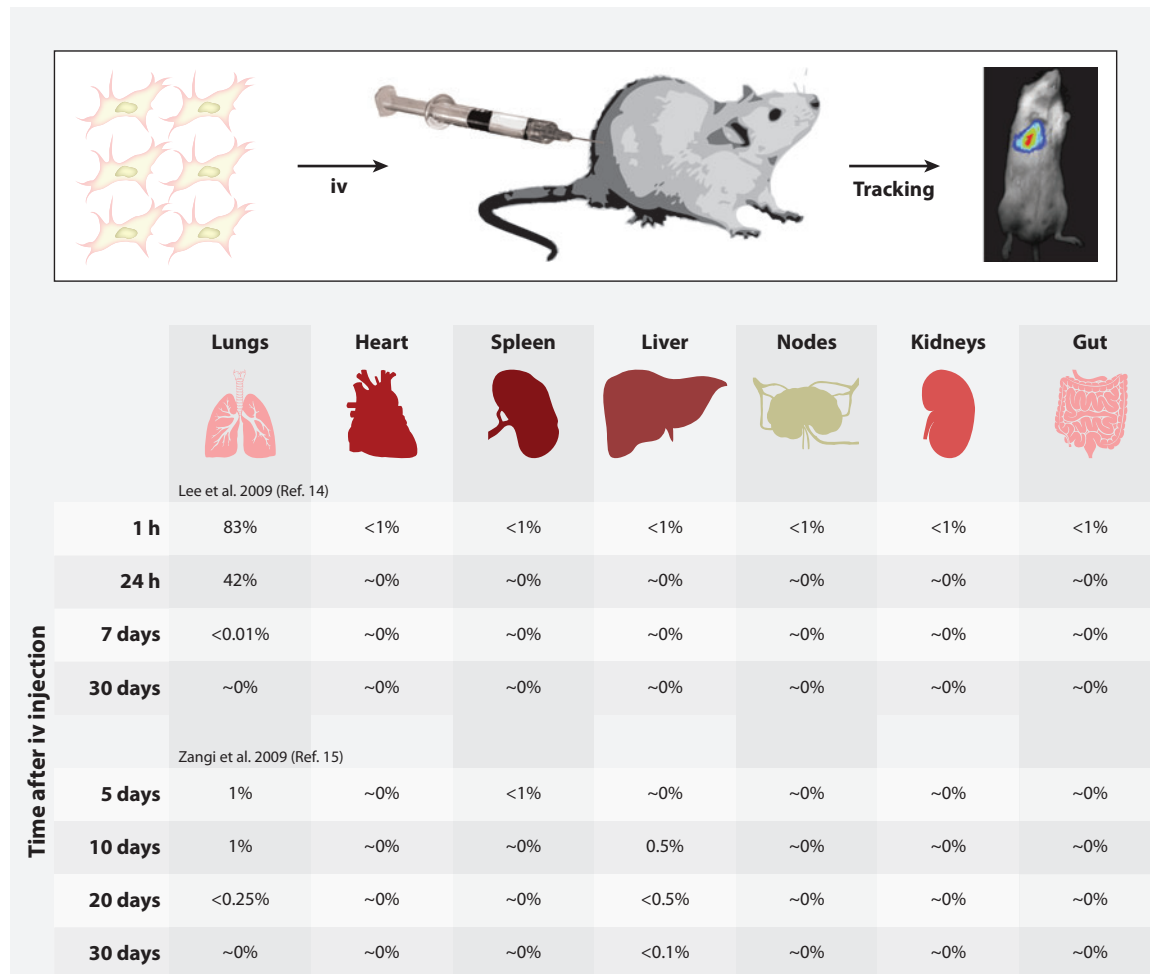 iv
Tracking
Lungs Heart Spleen Liver Nodes Kidneys Gut
Lee et al. 2009 (Ref. 14)
1 h 83% <1% <1% <1% <1% <1% <1%
24 h 42% ~0% ~0% ~0% ~0% ~0% ~0%
7 days <0.01% ~0% ~0% ~0% ~0% ~0% ~0%
30 days ~0% ~0% ~0% ~0% ~0% ~0% ~0%
Zangi et al. 2009 (Ref. 15)
5 days 1% ~0% <1% ~0% ~0% ~0% ~0%
10 days 1% ~0% ~0% 0.5% ~0% ~0% ~0%
20 days <0.25% ~0% ~0% <0.5% ~0% ~0% ~0%
30 days ~0% ~0% ~0% <0.1% ~0% ~0% ~0%
Time after iv injection